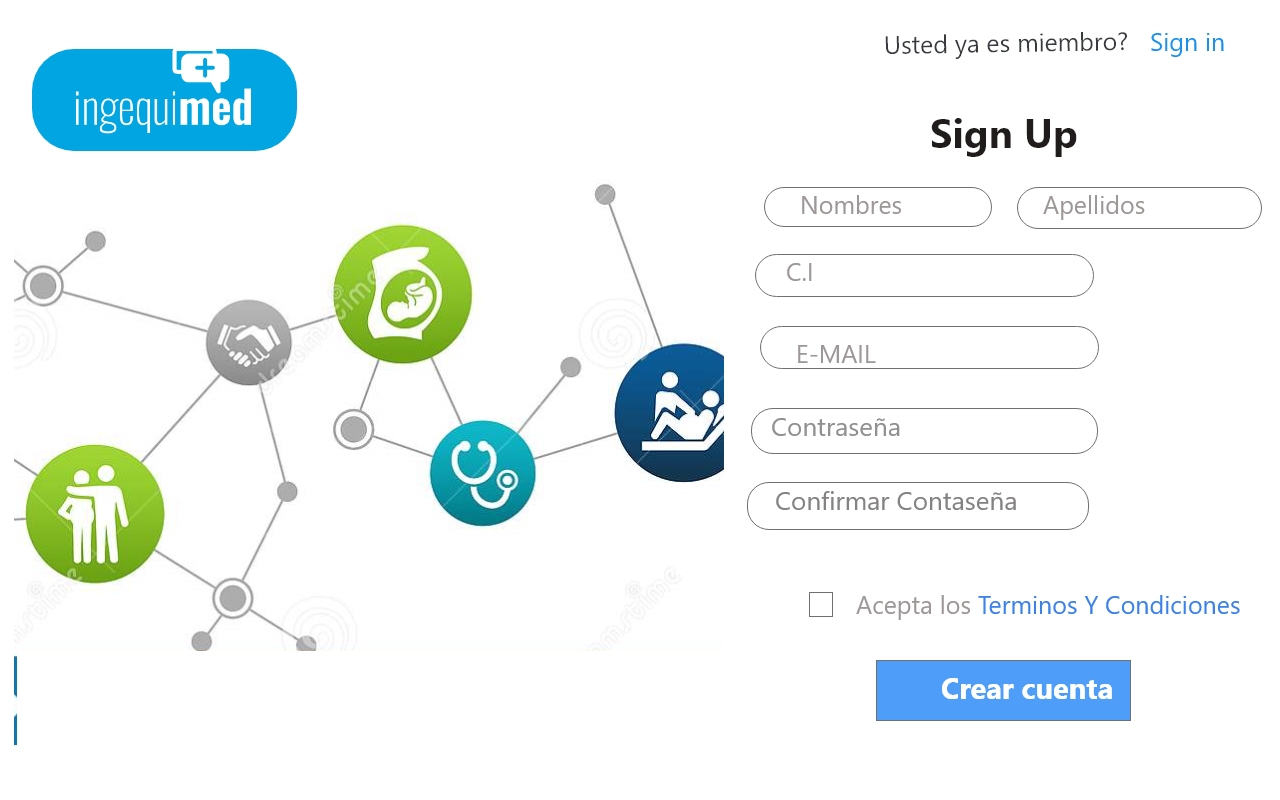 Usted ya es miembro? Sign in
ingequimed
Sign Up
Nombres Apellidos
C.I
E-MAIL
Contraseña
Confirmar Contaseña
Acepta los Terminos Y Condiciones
Crear cuenta